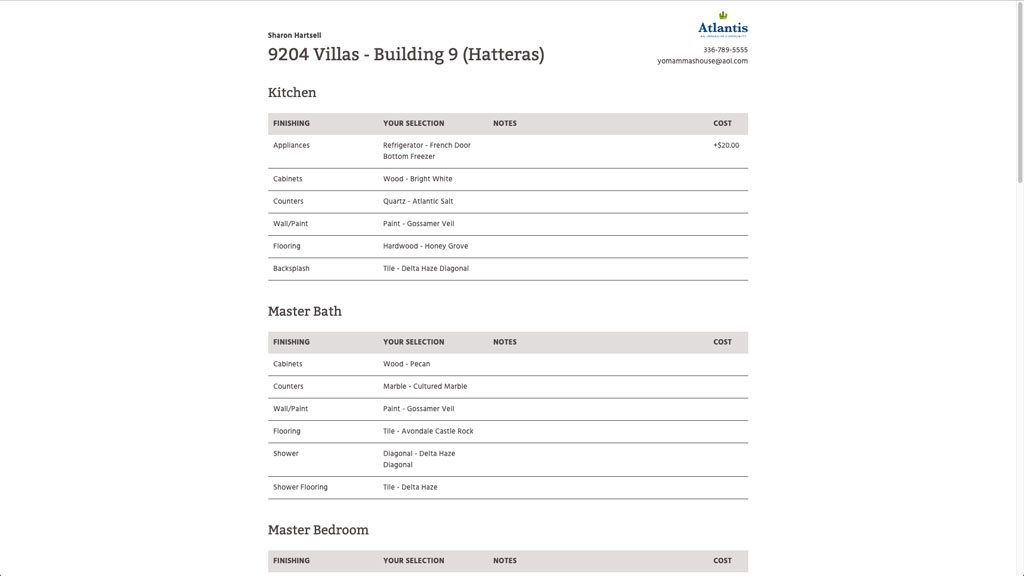 Atlantis
Sharon Hartsell
336-789-5555
9204 Villas - Building 9 (Hatteras)
yomammashouse@aol.com
Kitchen
FINISHING YOUR SELECTION NOTES COST
Appliances Refrigerator - French Door +$20.00
Bottom Freezer
Cabinets Wood - Bright White
Counters Quartz - Atlantic Salt
Wall/Paint Paint - Gossamer Veil
Flooring Hardwood - Honey Grove
Backsplash Tile - Delta Haze Diagonal
Master Bath
FINISHING YOUR SELECTION NOTES COST
Cabinets Wood - Pecan
Counters Marble - Cultured Marble
Wall/Paint Paint - Gossamer Veil
Flooring Tile - Avondale Castle Rock
Shower Diagonal - Delta Haze
Diagonal
Shower Flooring Tile - Delta Haze
Master Bedroom
FINISHING YOUR SELECTION NOTES COST